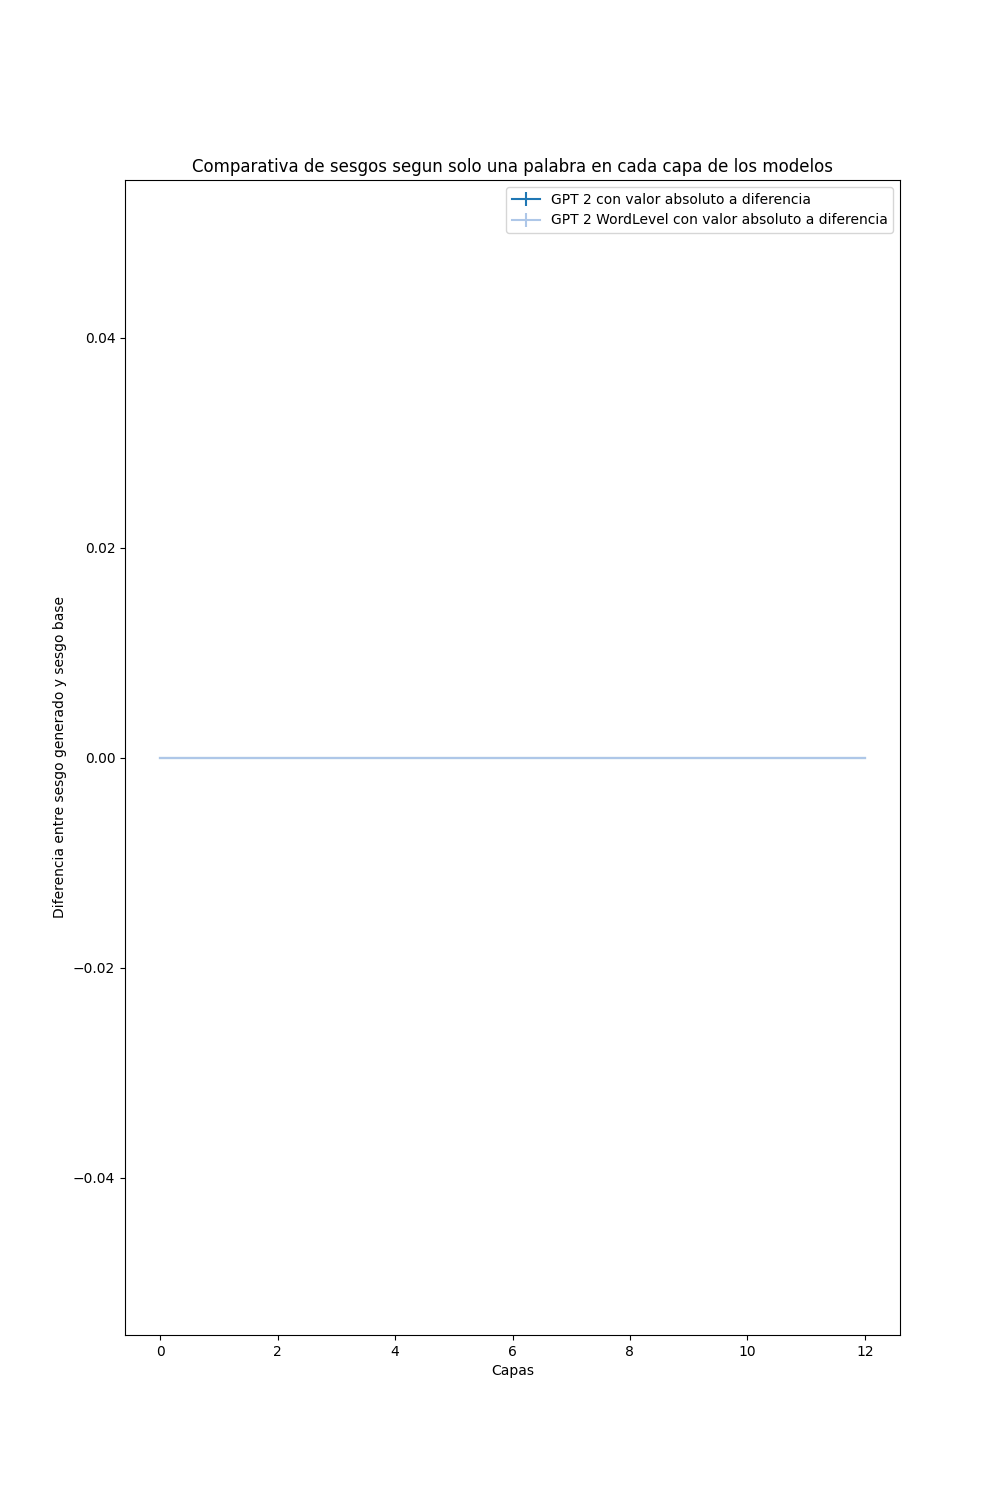 Comparativa de sesgos segun solo una palabra en cada capa de los modelos
GPT 2 con valor absoluto a diferencia
GPT 2 WordLevel con valor absoluto a diferencia
0.04
0.02
0.00
−0.02
−0.04
Diferencia entre sesgo generado y sesgo base
0 2 4 6 8 10 12
Capas